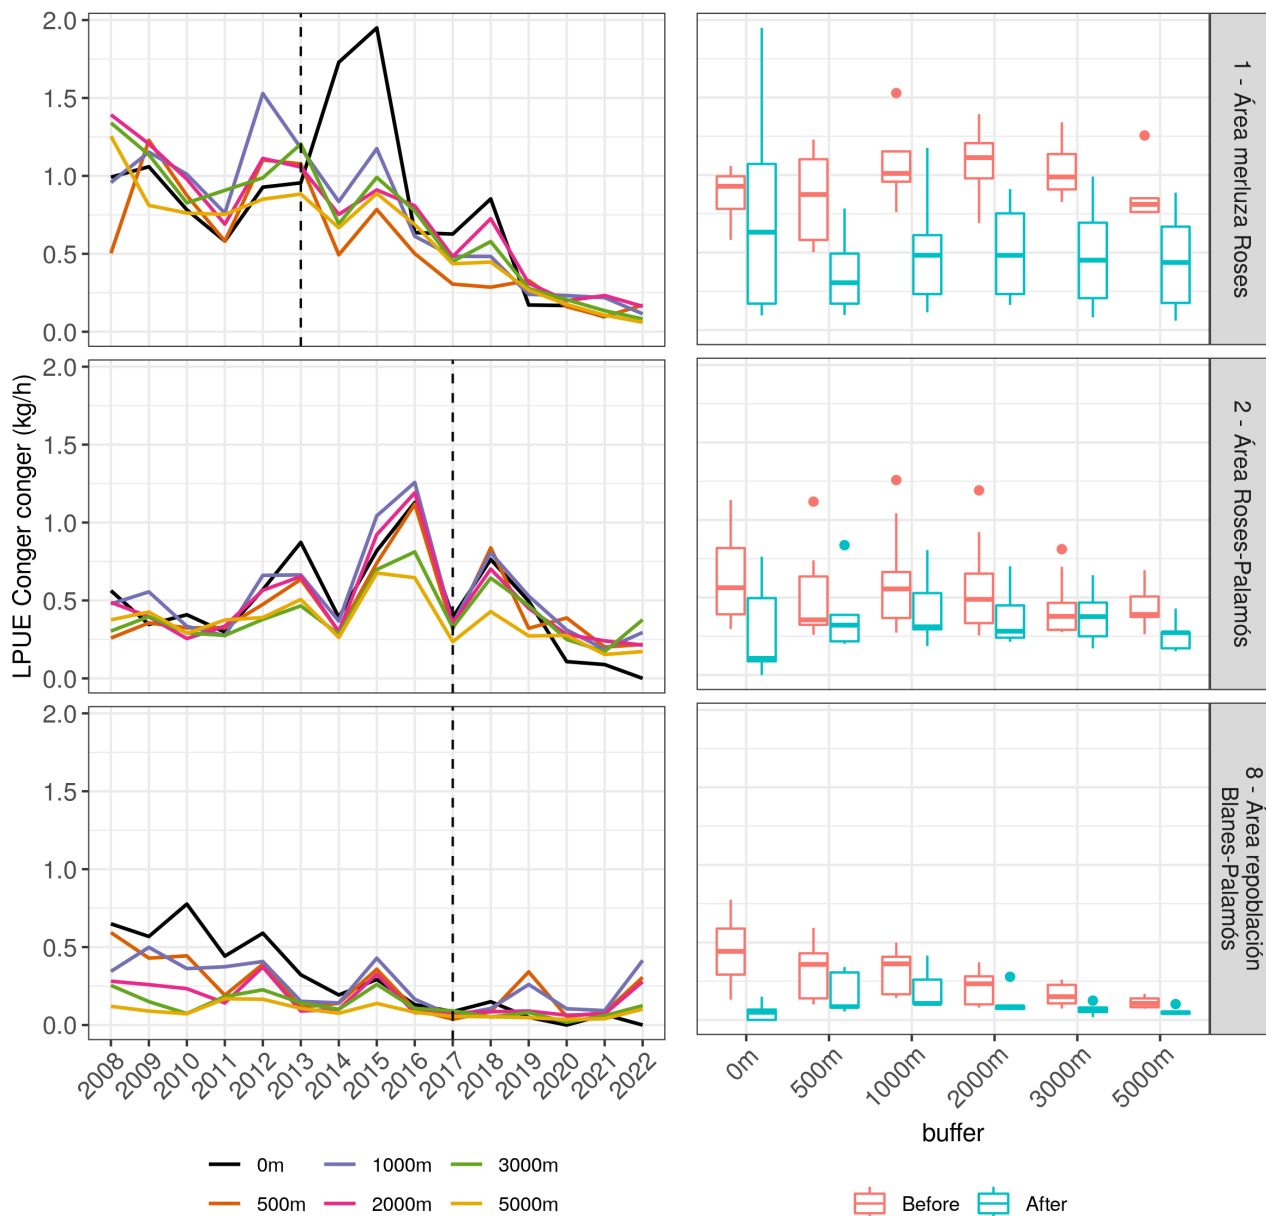 LPUE Conger conger (kg/h)
2.0
1.5
1.0
0.5
0.0
1 - Área merluza Roses
2.0
1.5
1.0
0.5
0.0
2 - Área Roses-Palamós
2.0
1.5
1.0
0.5
0.0
8 - Área repoblación
Blanes-Palamós
2008 2009 2010 2011 2012 2013 2014 2015 2016 2017 2018 2019 2020 2021 2022
0m 500m 1000m 2000m 3000m 5000m
buffer
0m 1000m 3000m
500m 2000m 5000m
Before After